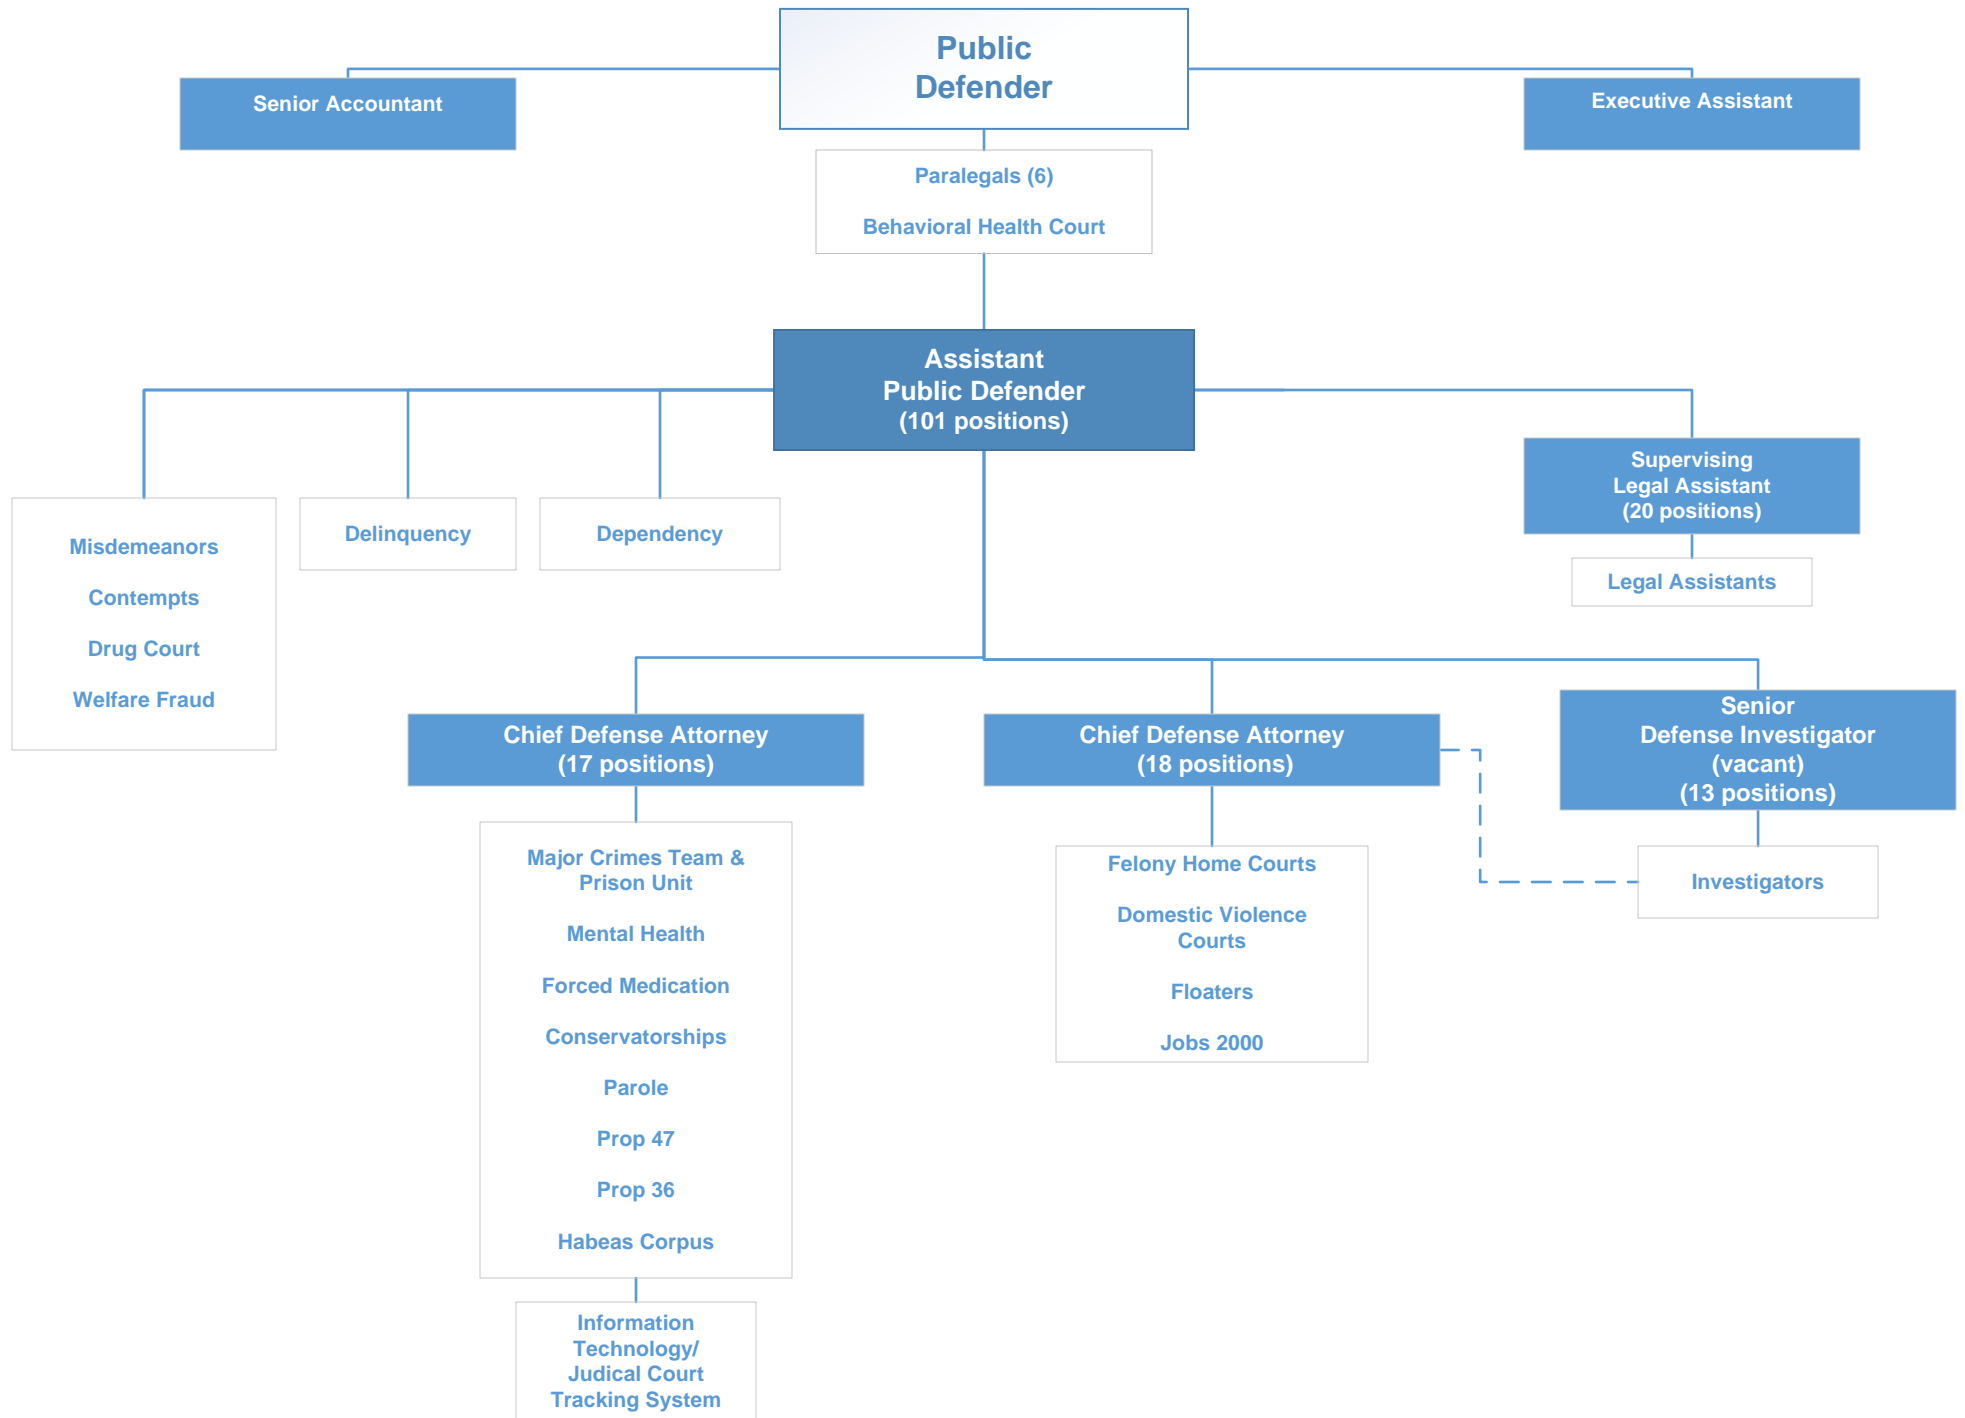 Public
Defender
Senior Accountant
Executive Assistant
Paralegals (6)
Behavioral Health Court
Assistant
Public Defender
(101 positions)
Supervising
Legal Assistant
(20 positions)
Legal Assistants
Misdemeanors
Contempts
Drug Court
Welfare Fraud
Delinquency
Dependency
Chief Defense Attorney
(17 positions)
Chief Defense Attorney
(18 positions)
Senior
Defense Investigator
(vacant)
(13 positions)
Major Crimes Team &
Prison Unit
Mental Health
Forced Medication
Conservatorships
Parole
Prop 47
Prop 36
Habeas Corpus
Felony Home Courts
Domestic Violence
Courts
Floaters
Jobs 2000
Investigators
Information
Technology/
Judical Court
Tracking System